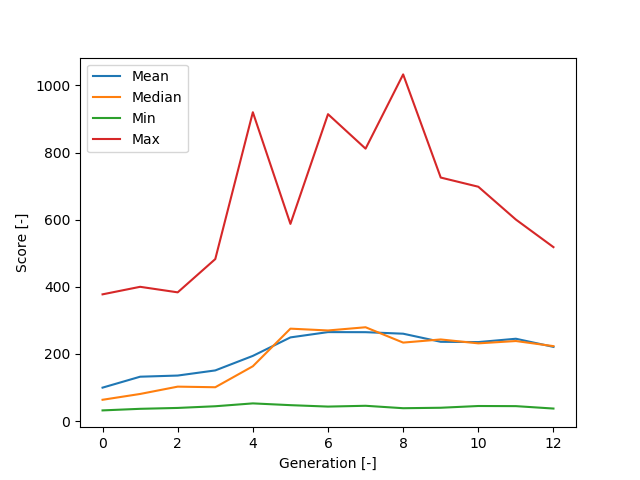 Mean
Median
Min
Max
1000
800
600
400
200
0
Score [-]
0 2 4 6 8 10 12
Generation [-]